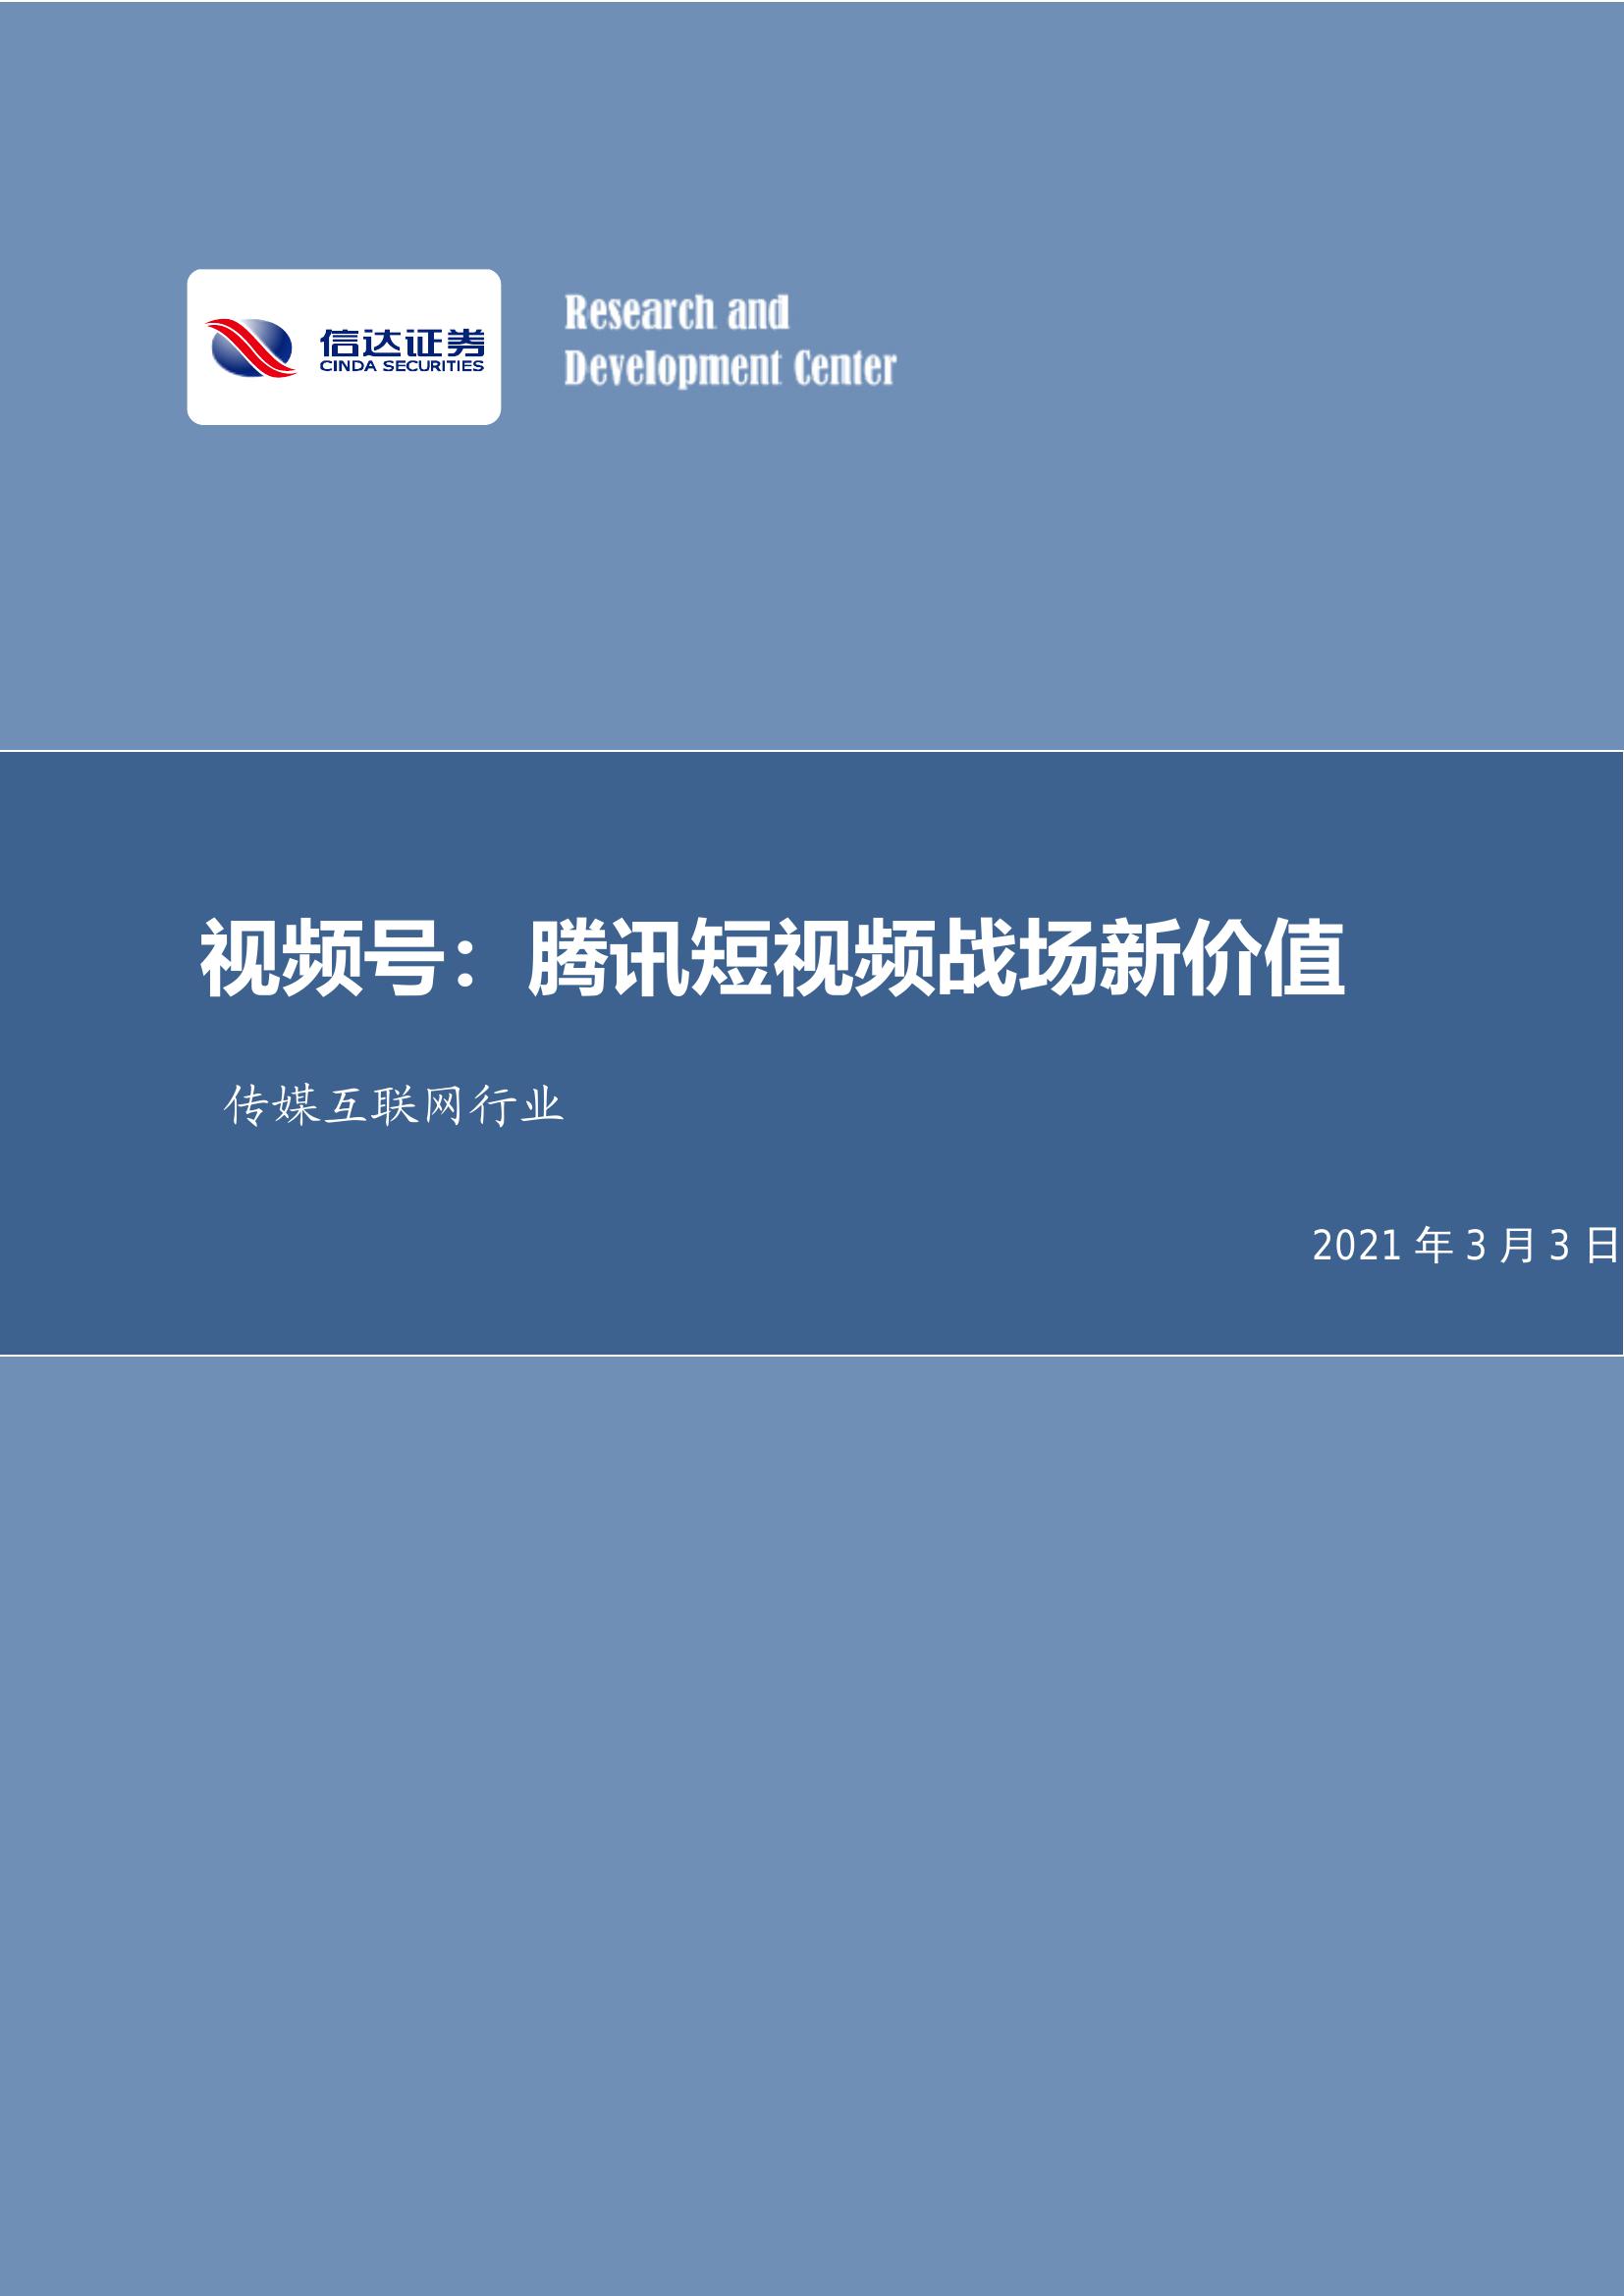 信达证券
CINDA SECURITIES
Research and
Development Center
视频号：腾讯短视频战场新价值
传媒互联网行业
2021 年 3 月 3 日